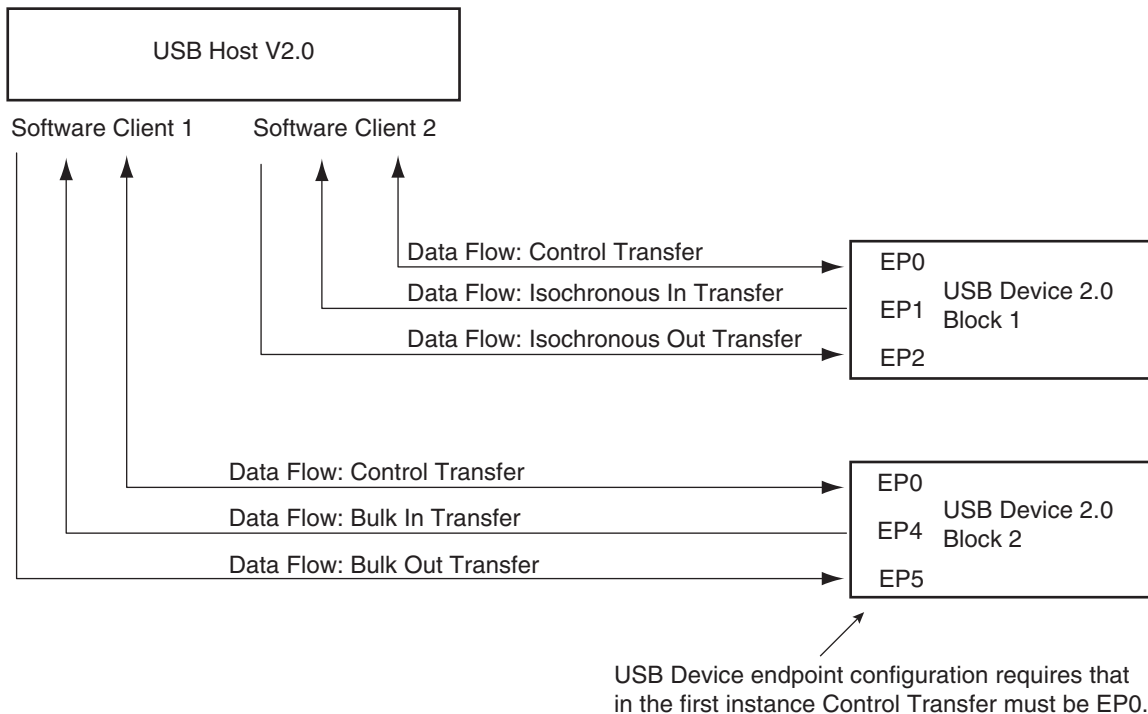 USB Host V2.0
Software Client 1
Software Client 2
Data Flow: Control Transfer
Data Flow: Isochronous In Transfer
Data Flow: Isochronous Out Transfer
EP0
EP1
EP2
USB Device 2.0
Block 1
Data Flow: Control Transfer
Data Flow: Bulk In Transfer
Data Flow: Bulk Out Transfer
EP0
EP4
EP5
USB Device 2.0
Block 2
USB Device endpoint configuration requires that
in the first instance Control Transfer must be EP0.